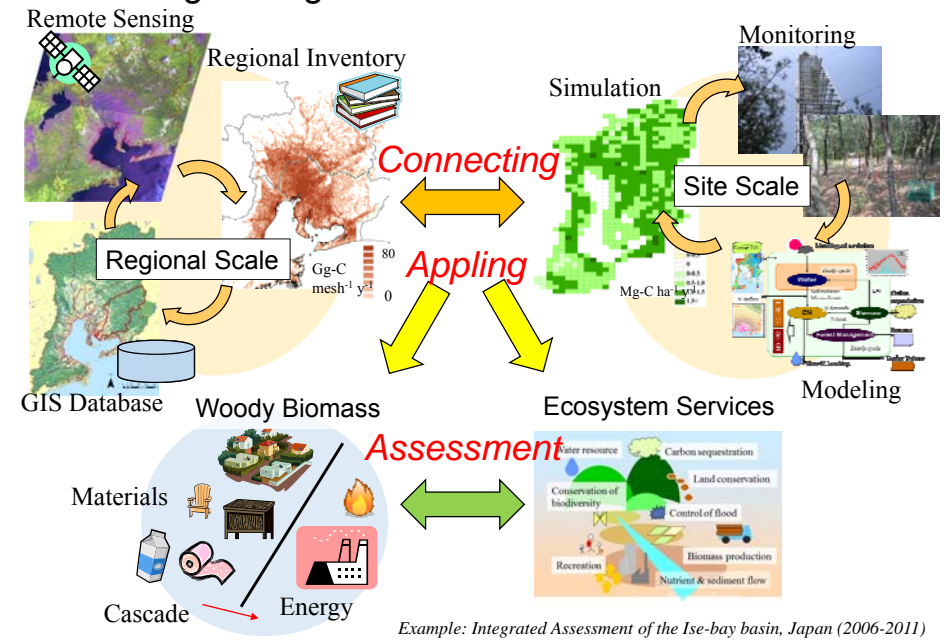 Remote Sensing
Regional Inventory
Monitoring
Simulation
Connecting
Site Scale
Regional Scale
Gg-C
mesh⁻¹ y⁻¹
80
0
Appling
Mg-C ha⁻¹ y⁻¹
GIS Database
Modeling
Woody Biomass
Ecosystem Services
Assessment
Water resource
Carbon sequestration
Materials
Land conservation
Conservation of
biodiversity
Control of flood
Biomass production
Recreation
Nutrient & sediment flow
Cascade
Energy
Example: Integrated Assessment of the Ise-bay basin, Japan (2006-2011)